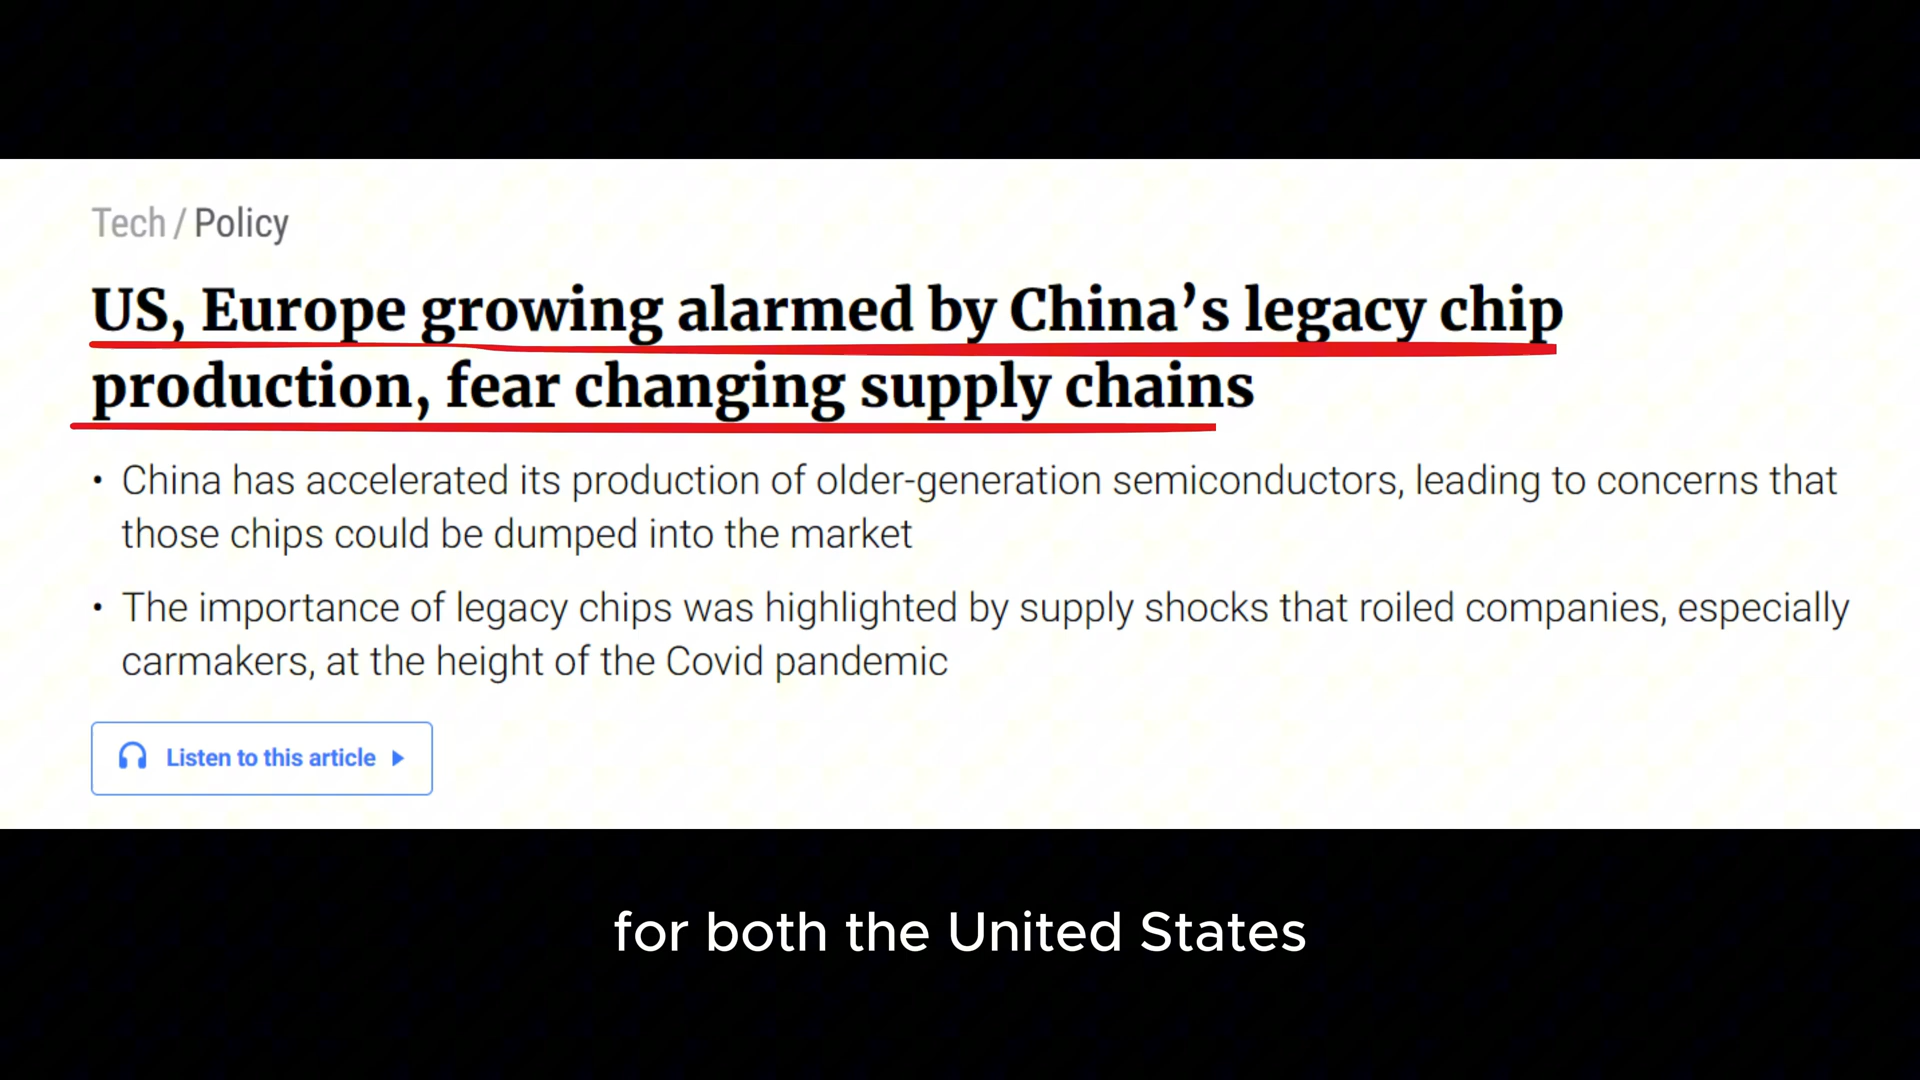 Tech / Policy
US, Europe growing alarmed by China’s legacy chip
production, fear changing supply chains
• China has accelerated its production of older-generation semiconductors, leading to concerns that
those chips could be dumped into the market
• The importance of legacy chips was highlighted by supply shocks that roiled companies, especially
carmakers, at the height of the Covid pandemic
Listen to this article
for both the United States